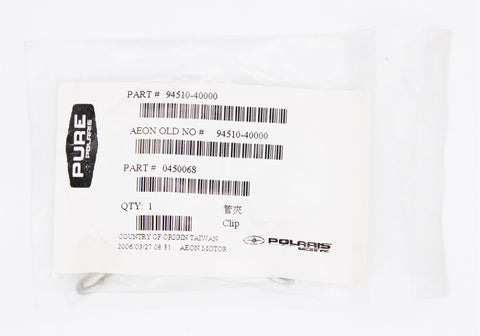 PURE
POLARIS
PART # 94510-40000
AEON OLD NO # 94510-40000
PART # 0450068
QTY: 1 管夾
Clip
COUNTRY OF ORIGIN TAIWAN
2006/03/27 08:31 AEON MOTOR
POLARIS